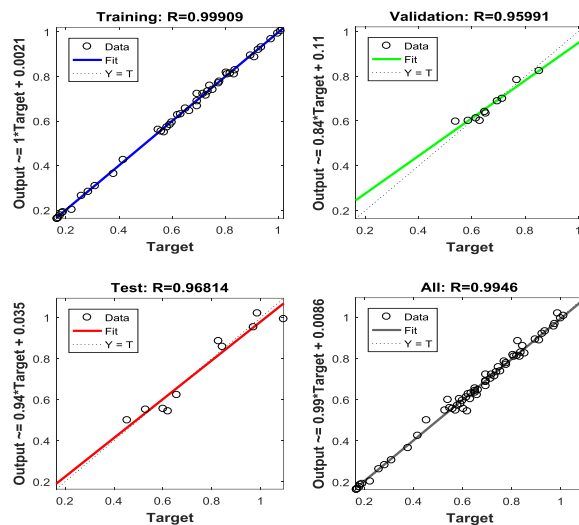 Training: R=0.99909
Output ~= 1*Target + 0.0021
Data
Fit
Y = T
1
0.8
0.6
0.4
0.2
0.2 0.4 0.6 0.8 1
Target
Validation: R=0.95991
Output ~= 0.84*Target + 0.11
Data
Fit
Y = T
1
0.8
0.6
0.4
0.2
0.2 0.4 0.6 0.8 1
Target
Test: R=0.96814
Output ~= 0.94*Target + 0.035
Data
Fit
Y = T
1
0.8
0.6
0.4
0.2
0.2 0.4 0.6 0.8 1
Target
All: R=0.9946
Output ~= 0.99*Target + 0.0086
Data
Fit
Y = T
1
0.8
0.6
0.4
0.2
0.2 0.4 0.6 0.8 1
Target